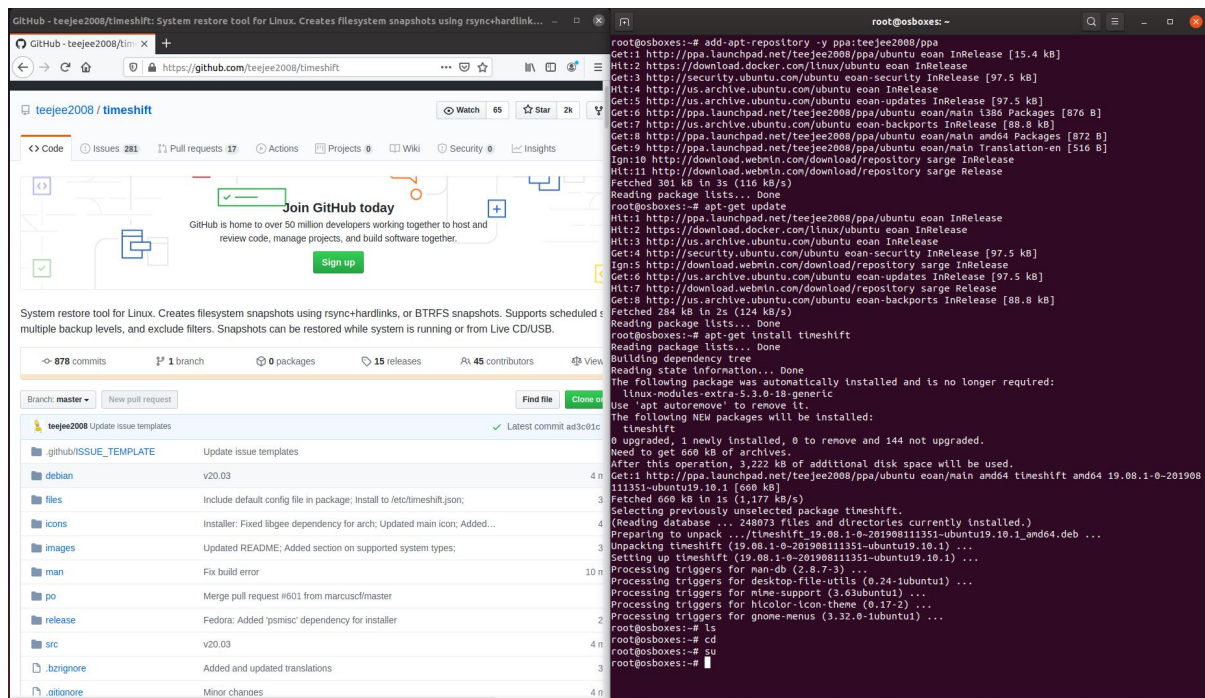 GitHub - teejee2008/timeshift: System restore tool for Linux. Creates filesystem snapshots using rsync+hardlink...
GitHub - teejee2008/tim
https://github.com/teejee2008/timeshift
teejee2008 / timeshift
Watch 65 Star 2k
Code Issues 281 Pull requests 17 Actions Projects 0 Wiki Security 0 Insights
Join GitHub today
GitHub is home to over 50 million developers working together to host and
review code, manage projects, and build software together.
Sign up
System restore tool for Linux. Creates filesystem snapshots using rsync+hardlinks, or BTRFS snapshots. Supports scheduled s
multiple backup levels, and exclude filters. Snapshots can be restored while system is running or from Live CD/USB.
878 commits 1 branch 0 packages 15 releases 45 contributors View
Branch: master New pull request Find file Clone or
teejee2008 Update issue templates Latest commit ad3c01c
.github/ISSUE_TEMPLATE Update issue templates
debian v20.03 4 m
files Include default config file in package; Install to /etc/timeshift.json; 3
icons Installer: Fixed libgee dependency for arch; Updated main icon; Added... 4
images Updated README; Added section on supported system types; 3
man Fix build error 10 m
po Merge pull request #601 from marcuscf/master
release Fedora: Added 'psmisc' dependency for installer 2
src v20.03 4 m
.bzrignore Added and updated translations 3
.gitignore Minor changes 4 m
root@osboxes: ~
root@osboxes:~# add-apt-repository -y ppa:teejee2008/ppa
Get:1 http://ppa.launchpad.net/teejee2008/ppa/ubuntu eoan InRelease [15.4 kB]
Hit:2 https://download.docker.com/linux/ubuntu eoan InRelease
Get:3 http://security.ubuntu.com/ubuntu eoan-security InRelease [97.5 kB]
Hit:4 http://us.archive.ubuntu.com/ubuntu eoan InRelease
Get:5 http://us.archive.ubuntu.com/ubuntu eoan-updates InRelease [97.5 kB]
Get:6 http://ppa.launchpad.net/teejee2008/ppa/ubuntu eoan/main i386 Packages [876 B]
Get:7 http://us.archive.ubuntu.com/ubuntu eoan-backports InRelease [88.8 kB]
Get:8 http://ppa.launchpad.net/teejee2008/ppa/ubuntu eoan/main amd64 Packages [872 B]
Get:9 http://ppa.launchpad.net/teejee2008/ppa/ubuntu eoan/main Translation-en [516 B]
Ign:10 http://download.webmin.com/download/repository sarge InRelease
Hit:11 http://download.webmin.com/download/repository sarge Release
Fetched 301 kB in 3s (116 kB/s)
Reading package lists... Done
root@osboxes:~# apt-get update
Hit:1 http://ppa.launchpad.net/teejee2008/ppa/ubuntu eoan InRelease
Hit:2 https://download.docker.com/linux/ubuntu eoan InRelease
Hit:3 http://us.archive.ubuntu.com/ubuntu eoan InRelease
Get:4 http://security.ubuntu.com/ubuntu eoan-security InRelease [97.5 kB]
Ign:5 http://download.webmin.com/download/repository sarge InRelease
Get:6 http://us.archive.ubuntu.com/ubuntu eoan-updates InRelease [97.5 kB]
Hit:7 http://download.webmin.com/download/repository sarge Release
Get:8 http://us.archive.ubuntu.com/ubuntu eoan-backports InRelease [88.8 kB]
Fetched 284 kB in 2s (124 kB/s)
Reading package lists... Done
root@osboxes:~# apt-get install timeshift
Reading package lists... Done
Building dependency tree
Reading state information... Done
The following package was automatically installed and is no longer required:
linux-modules-extra-5.3.0-18-generic
Use 'apt autoremove' to remove it.
The following NEW packages will be installed:
timeshift
0 upgraded, 1 newly installed, 0 to remove and 144 not upgraded.
Need to get 660 kB of archives.
After this operation, 3,222 kB of additional disk space will be used.
Get:1 http://ppa.launchpad.net/teejee2008/ppa/ubuntu eoan/main amd64 timeshift amd64 19.08.1-0~201908
111351~ubuntu19.10.1 [660 kB]
Fetched 660 kB in 1s (1,177 kB/s)
Selecting previously unselected package timeshift.
(Reading database ... 248073 files and directories currently installed.)
Preparing to unpack .../timeshift_19.08.1-0~201908111351~ubuntu19.10.1_amd64.deb ...
Unpacking timeshift (19.08.1-0~201908111351~ubuntu19.10.1) ...
Setting up timeshift (19.08.1-0~201908111351~ubuntu19.10.1) ...
Processing triggers for man-db (2.8.7-3) ...
Processing triggers for desktop-file-utils (0.24-1ubuntu1) ...
Processing triggers for mime-support (3.63ubuntu1) ...
Processing triggers for hicolor-icon-theme (0.17-2) ...
Processing triggers for gnome-menus (3.32.0-1ubuntu1) ...
root@osboxes:~# ls
root@osboxes:~# cd
root@osboxes:~# su
root@osboxes:~#